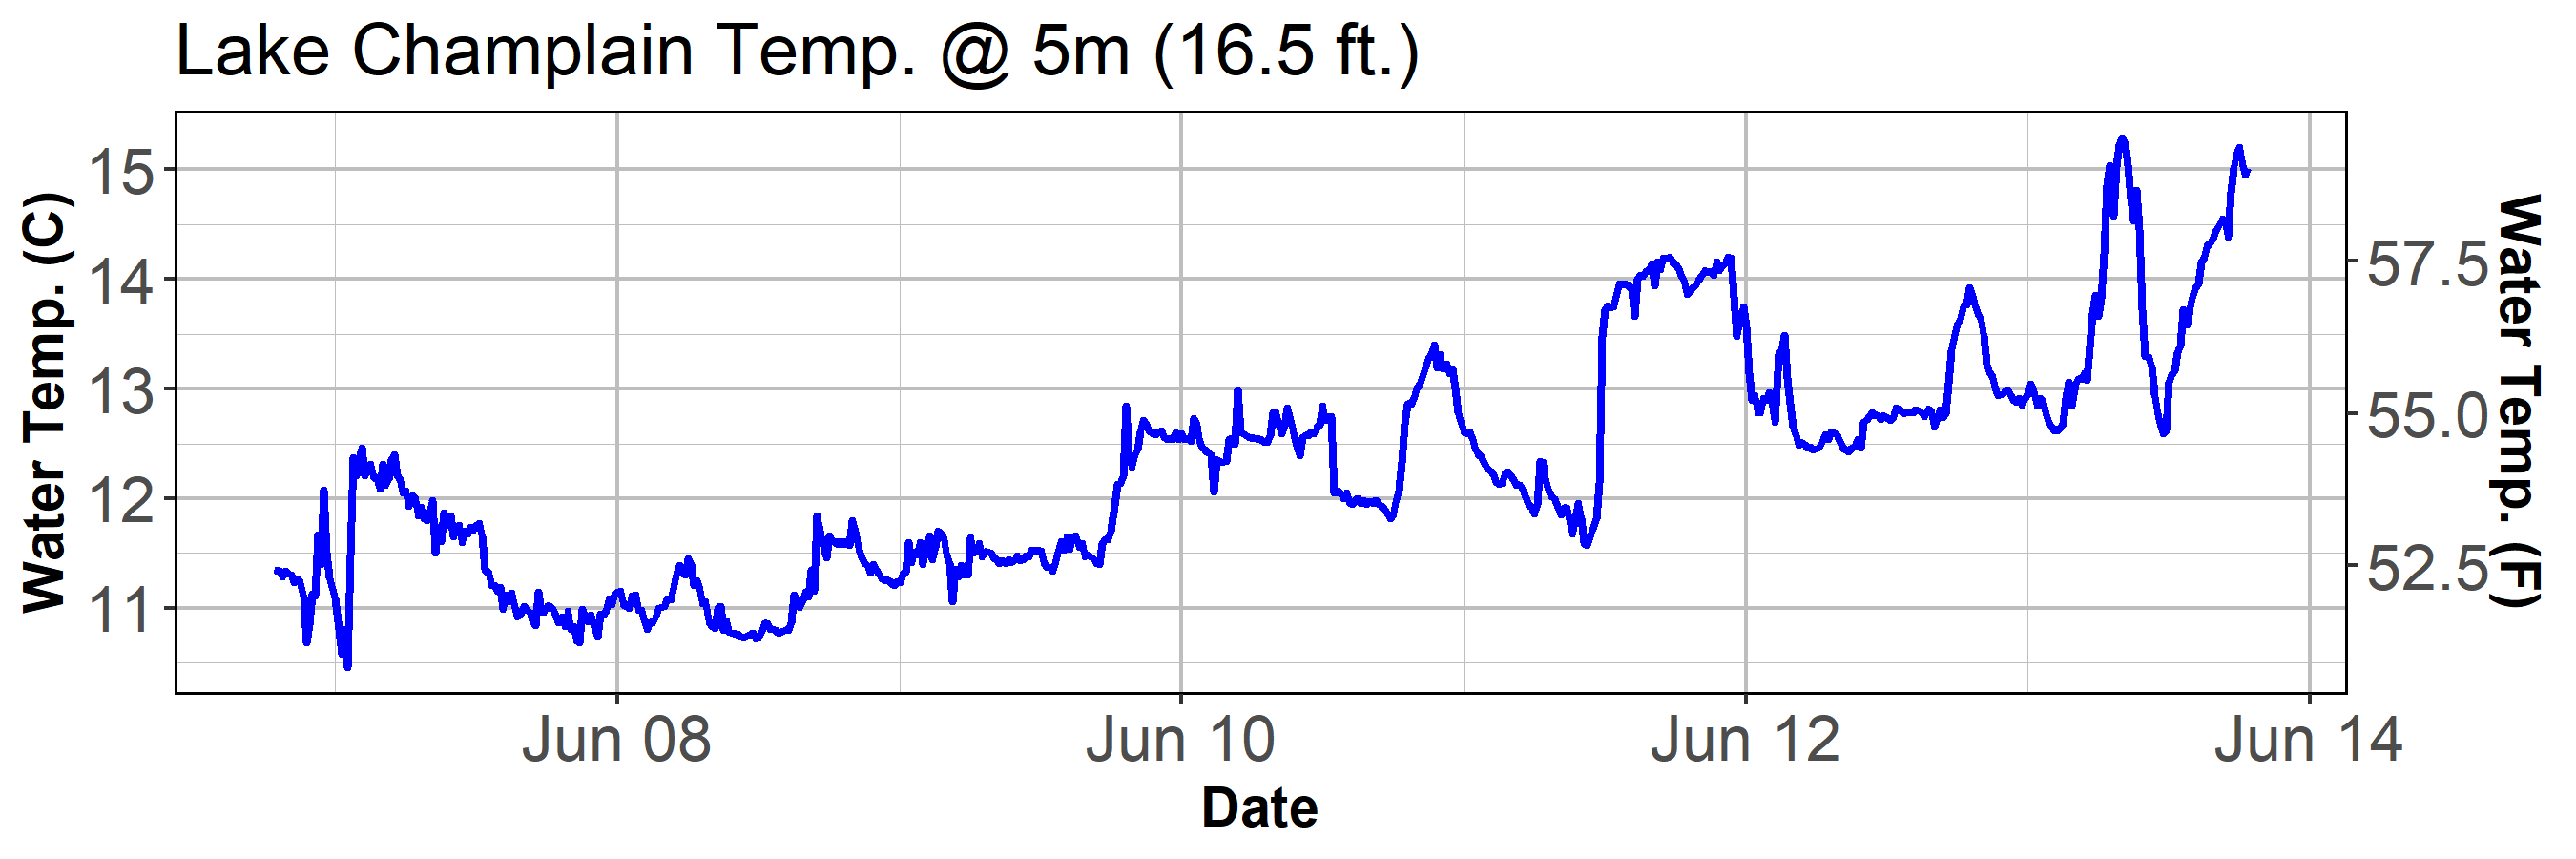 Lake Champlain Temp. @ 5m (16.5 ft.)
Water Temp. (C)
15
14
13
12
11
57.5
55.0
52.5
Water Temp. (F)
Jun 08
Jun 10
Jun 12
Jun 14
Date